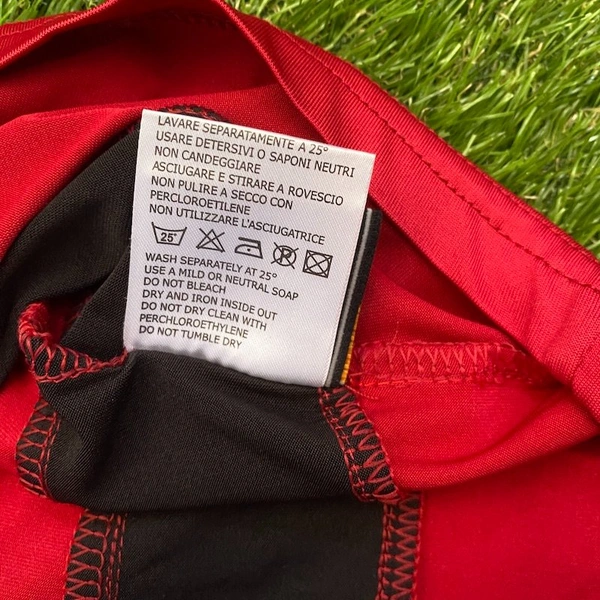 LAVARE SEPARATAMENTE A 25°
USARE DETERSIVI O SAPONI NEUTRI
NON CANDEGGIARE
ASCIUGARE E STIRARE A ROVESCIO
NON PULIRE A SECCO CON
PERCLOROETILENE
NON UTILIZZARE L'ASCIUGATRICE
25° R
WASH SEPARATELY AT 25°
USE A MILD OR NEUTRAL SOAP
DO NOT BLEACH
DRY AND IRON INSIDE OUT
DO NOT DRY CLEAN WITH
PERCHLOROETHYLENE
DO NOT TUMBLE DRY